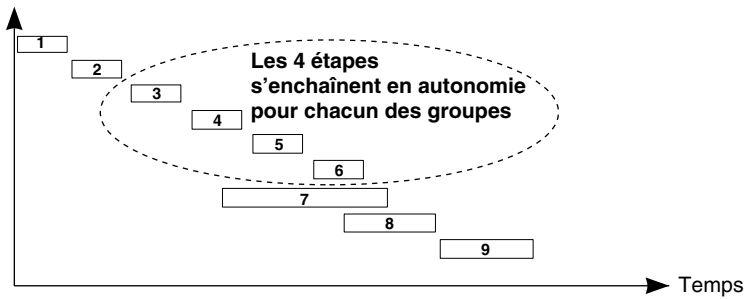 1
2
3
4
5
6
7
8
9
Les 4 étapes
s'enchaînent en autonomie
pour chacun des groupes
Temps